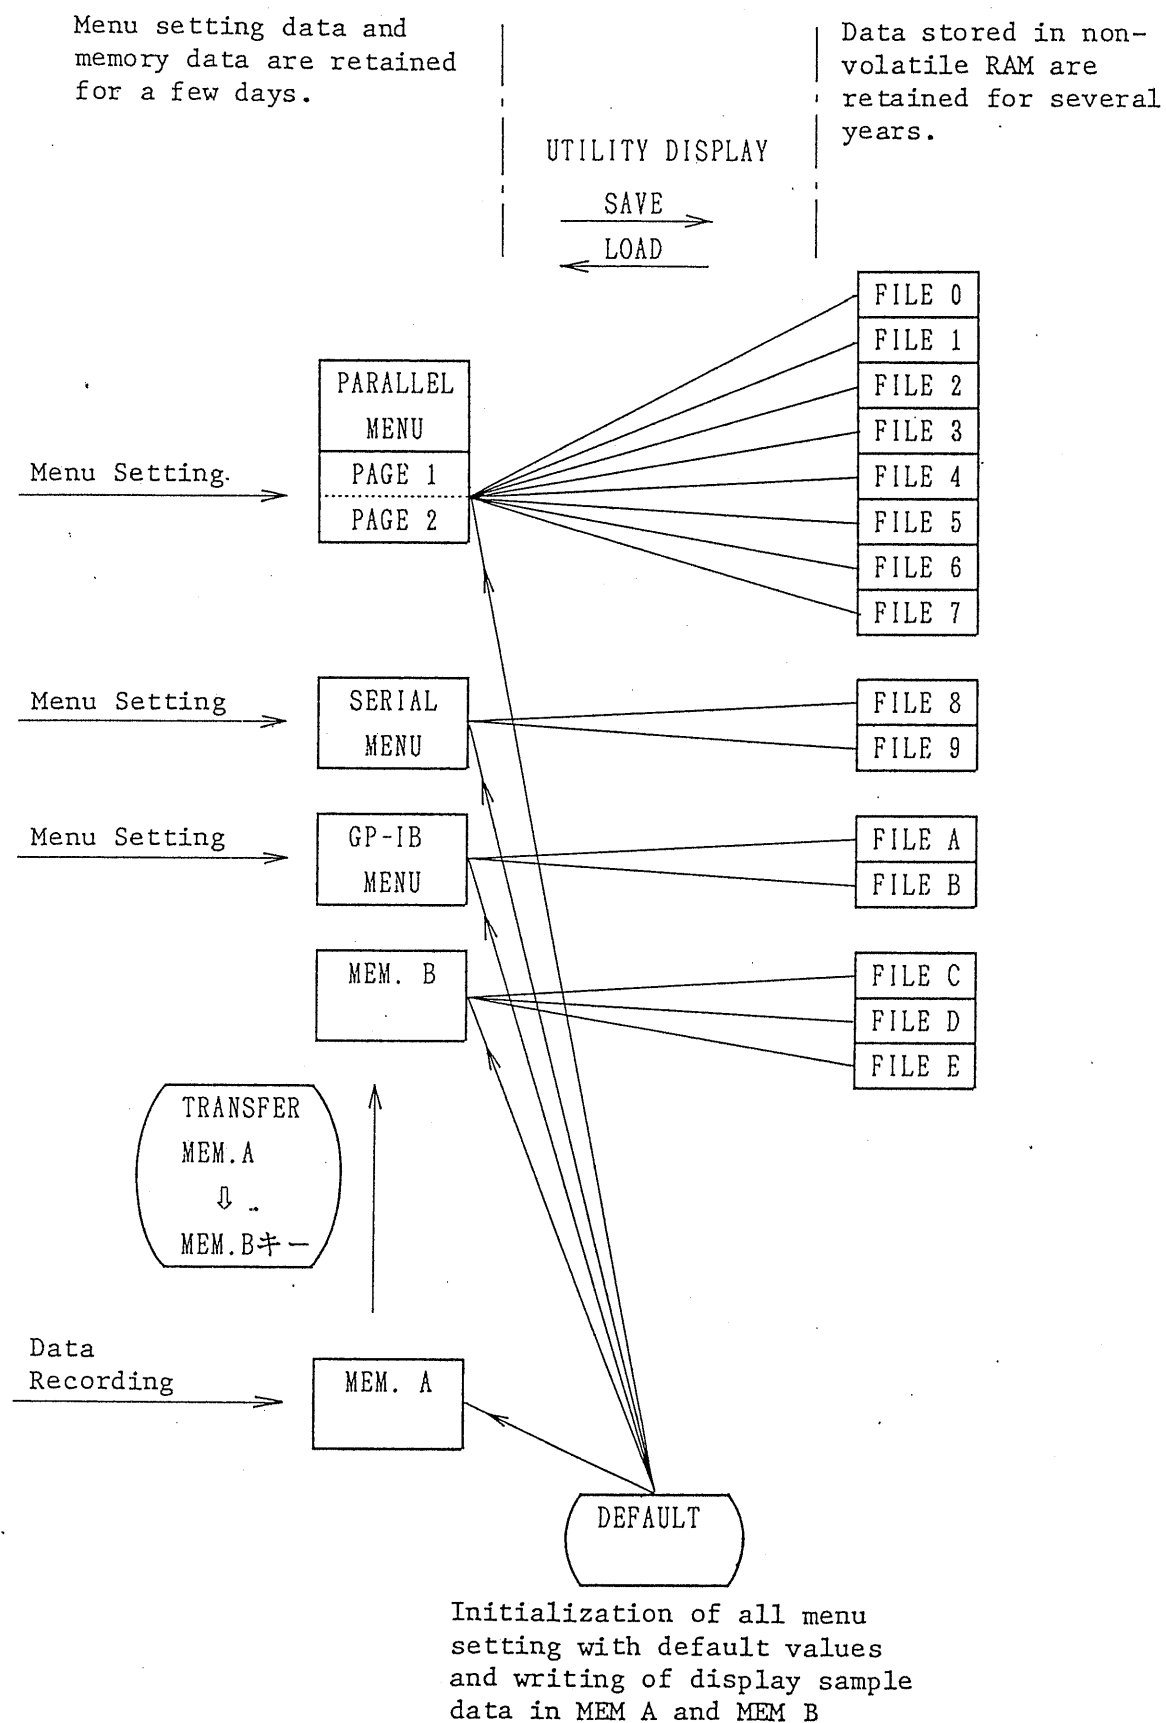 Menu setting data and
memory data are retained
for a few days.
Data stored in non-
volatile RAM are
retained for several
years.
UTILITY DISPLAY
SAVE
LOAD
FILE 0
FILE 1
FILE 2
FILE 3
FILE 4
FILE 5
FILE 6
FILE 7
PARALLEL
MENU
PAGE 1
PAGE 2
Menu Setting
Menu Setting
SERIAL
MENU
FILE 8
FILE 9
Menu Setting
GP-IB
MENU
FILE A
FILE B
MEM. B
FILE C
FILE D
FILE E
TRANSFER
MEM.A
⇩
MEM.Bキー
Data
Recording
MEM. A
DEFAULT
Initialization of all menu
setting with default values
and writing of display sample
data in MEM A and MEM B